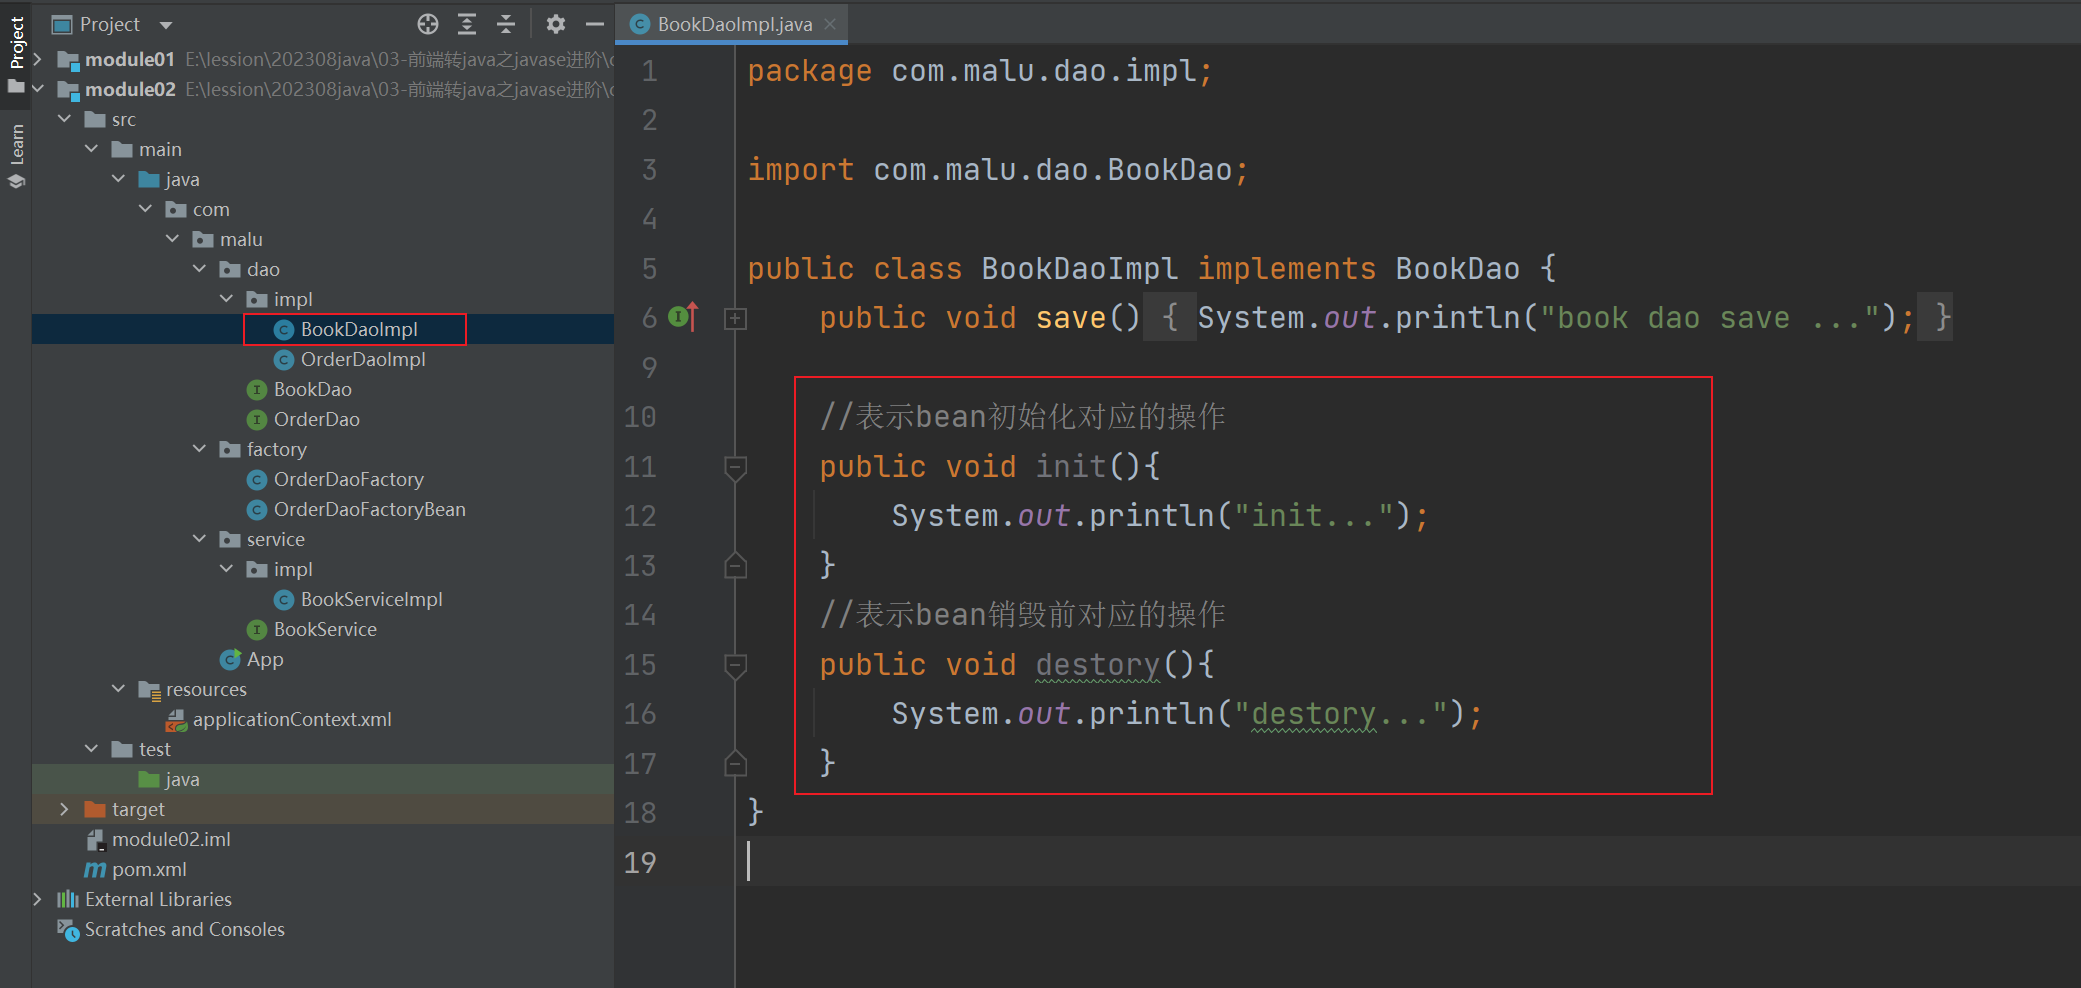 Project
Learn
Project
module01 E:\lession\202308java\03-前端转java之javase进阶\c
module02 E:\lession\202308java\03-前端转java之javase进阶\c
src
main
java
com
malu
dao
impl
BookDaoImpl
OrderDaoImpl
BookDao
OrderDao
factory
OrderDaoFactory
OrderDaoFactoryBean
service
impl
BookServiceImpl
BookService
App
resources
applicationContext.xml
test
java
target
module02.iml
pom.xml
External Libraries
Scratches and Consoles
BookDaoImpl.java
1 package com.malu.dao.impl;
2
3 import com.malu.dao.BookDao;
4
5 public class BookDaoImpl implements BookDao {
6 public void save() { System.out.println("book dao save ..."); }
9
10 //表示bean初始化对应的操作
11 public void init(){
12 System.out.println("init...");
13 }
14 //表示bean销毁前对应的操作
15 public void destory(){
16 System.out.println("destory...");
17 }
18 }
19